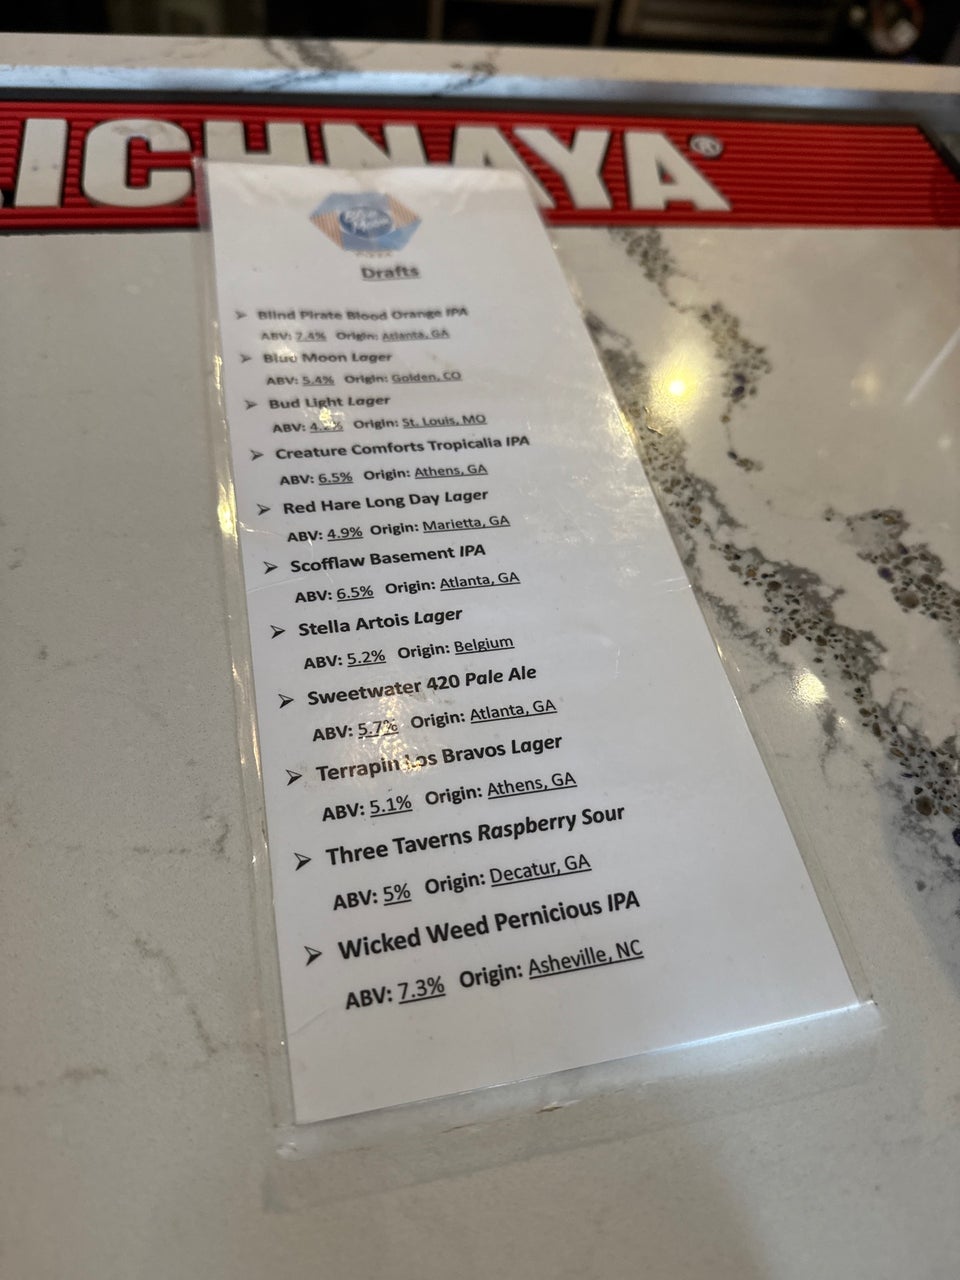 ICHNAYA®
Blue Moon
PIZZA
Drafts
➢ Blind Pirate Blood Orange IPA
ABV: 7.4% Origin: Atlanta, GA
➢ Blue Moon Lager
ABV: 5.4% Origin: Golden, CO
➢ Bud Light Lager
ABV: Origin: St. Louis, MO
➢ Creature Comforts Tropicalia IPA
ABV: 6.5% Origin: Athens, GA
➢ Red Hare Long Day Lager
ABV: 4.9% Origin: Marietta, GA
➢ Scofflaw Basement IPA
ABV: 6.5% Origin: Atlanta, GA
➢ Stella Artois Lager
ABV: 5.2% Origin: Belgium
➢ Sweetwater 420 Pale Ale
ABV: 5.7% Origin: Atlanta, GA
➢ Terrapin Los Bravos Lager
ABV: 5.1% Origin: Athens, GA
➢ Three Taverns Raspberry Sour
ABV: 5% Origin: Decatur, GA
➢ Wicked Weed Pernicious IPA
ABV: 7.3% Origin: Asheville, NC